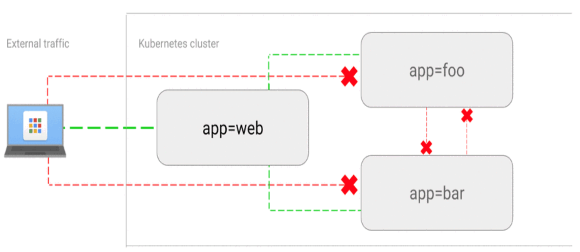 External traffic
Kubernetes cluster
app=foo
app=web
app=bar